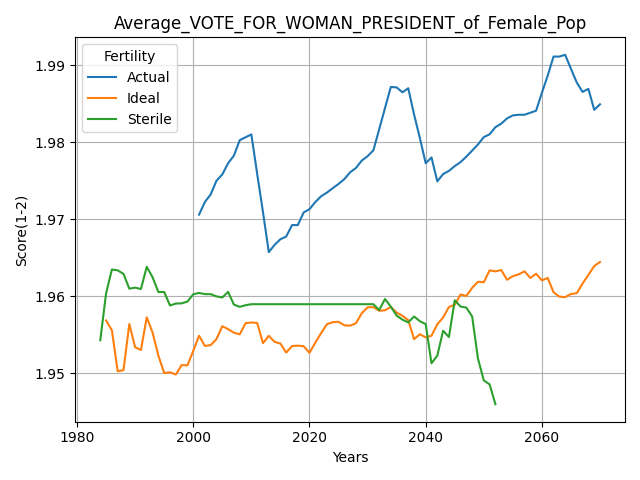 Average_VOTE_FOR_WOMAN_PRESIDENT_of_Female_Pop
Fertility
Actual
Ideal
Sterile
1.99
1.98
1.97
1.96
1.95
Score(1-2)
1980 2000 2020 2040 2060
Years